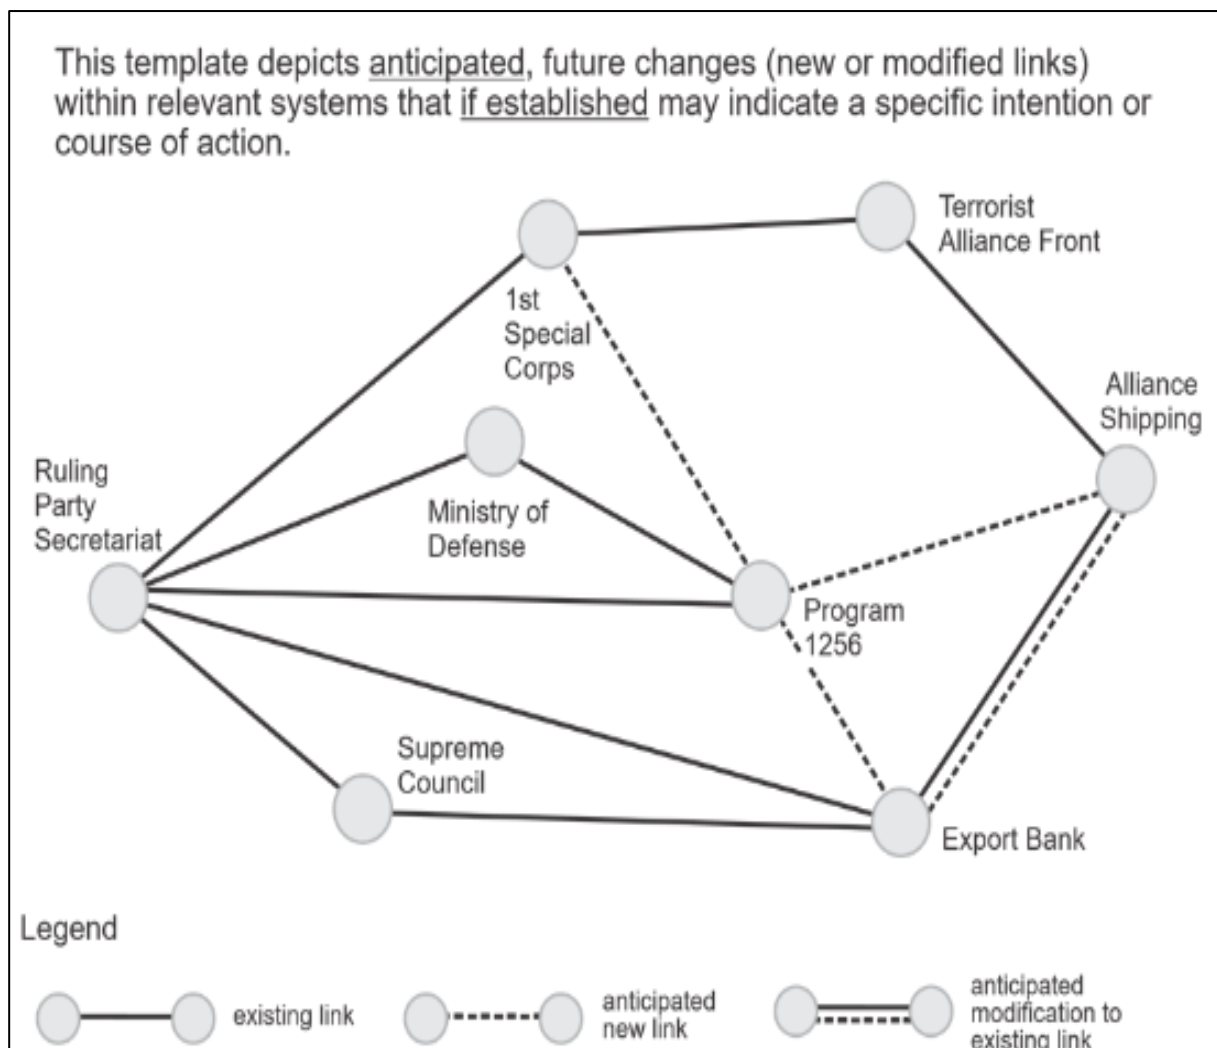 This template depicts anticipated, future changes (new or modified links)
within relevant systems that if established may indicate a specific intention or
course of action.
Terrorist
Alliance Front
1st
Special
Corps
Alliance
Shipping
Ruling
Party
Secretariat
Ministry of
Defense
Program
1256
Supreme
Council
Export Bank
Legend
existing link
anticipated
new link
anticipated
modification to
existing link